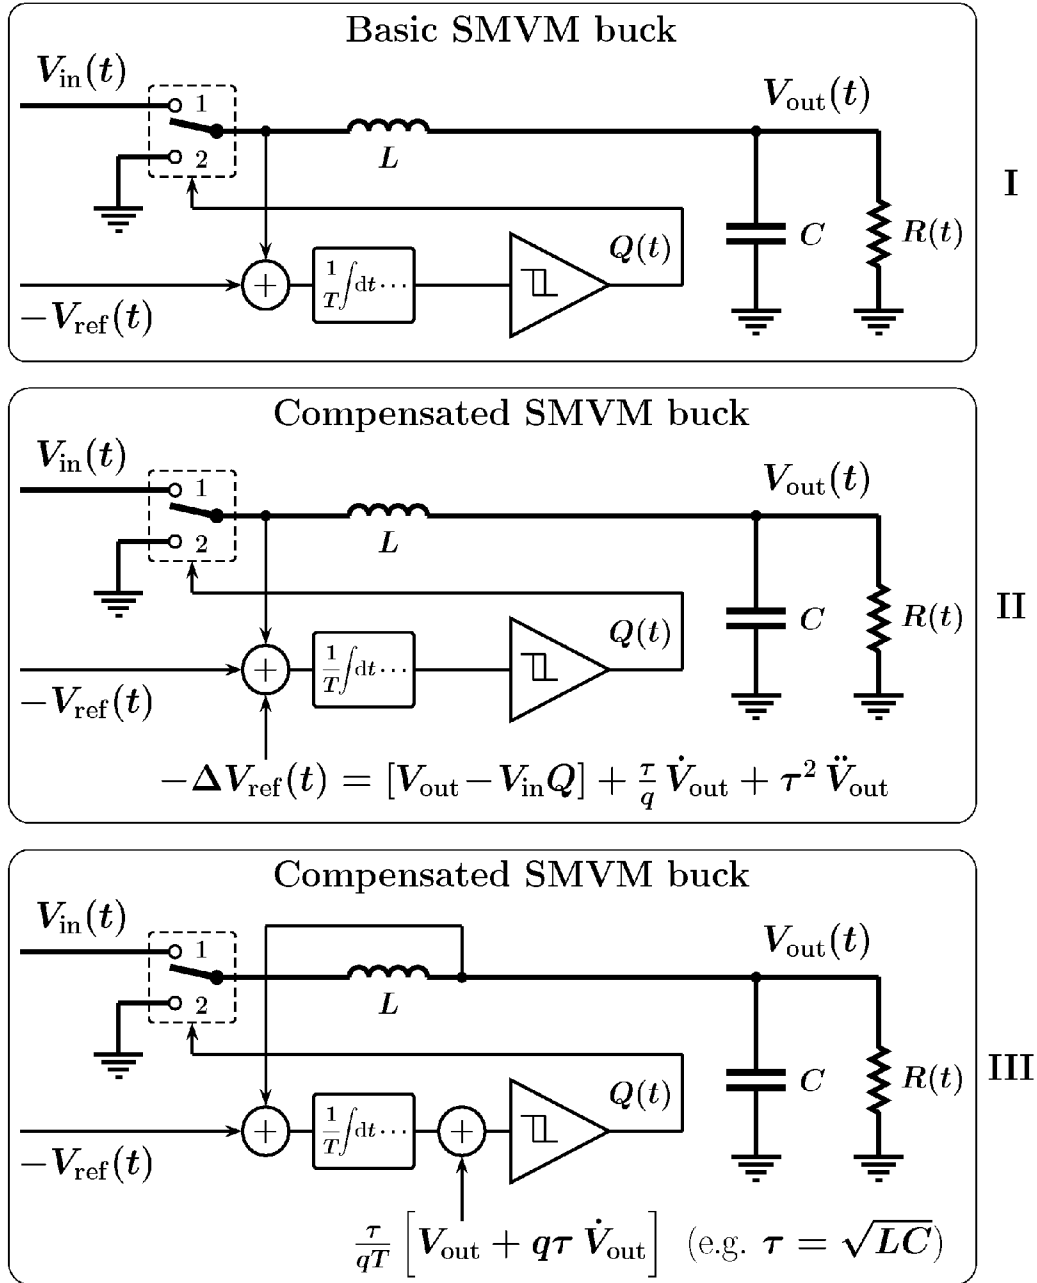 Basic SMVM buck
V_in(t)
1
V_out(t)
2
L
I
Q(t)
C
R(t)
+
1/T ∫dt···
−V_ref(t)
Compensated SMVM buck
V_in(t)
1
V_out(t)
2
L
II
Q(t)
C
R(t)
+
1/T ∫dt···
−V_ref(t)
−ΔV_ref(t) = [V_out − V_in Q] + τ/q V̇_out + τ² V̈_out
Compensated SMVM buck
V_in(t)
1
V_out(t)
2
L
III
Q(t)
C
R(t)
+
1/T ∫dt···
+
−V_ref(t)
τ/qT [V_out + qτ V̇_out] (e.g. τ = √LC)